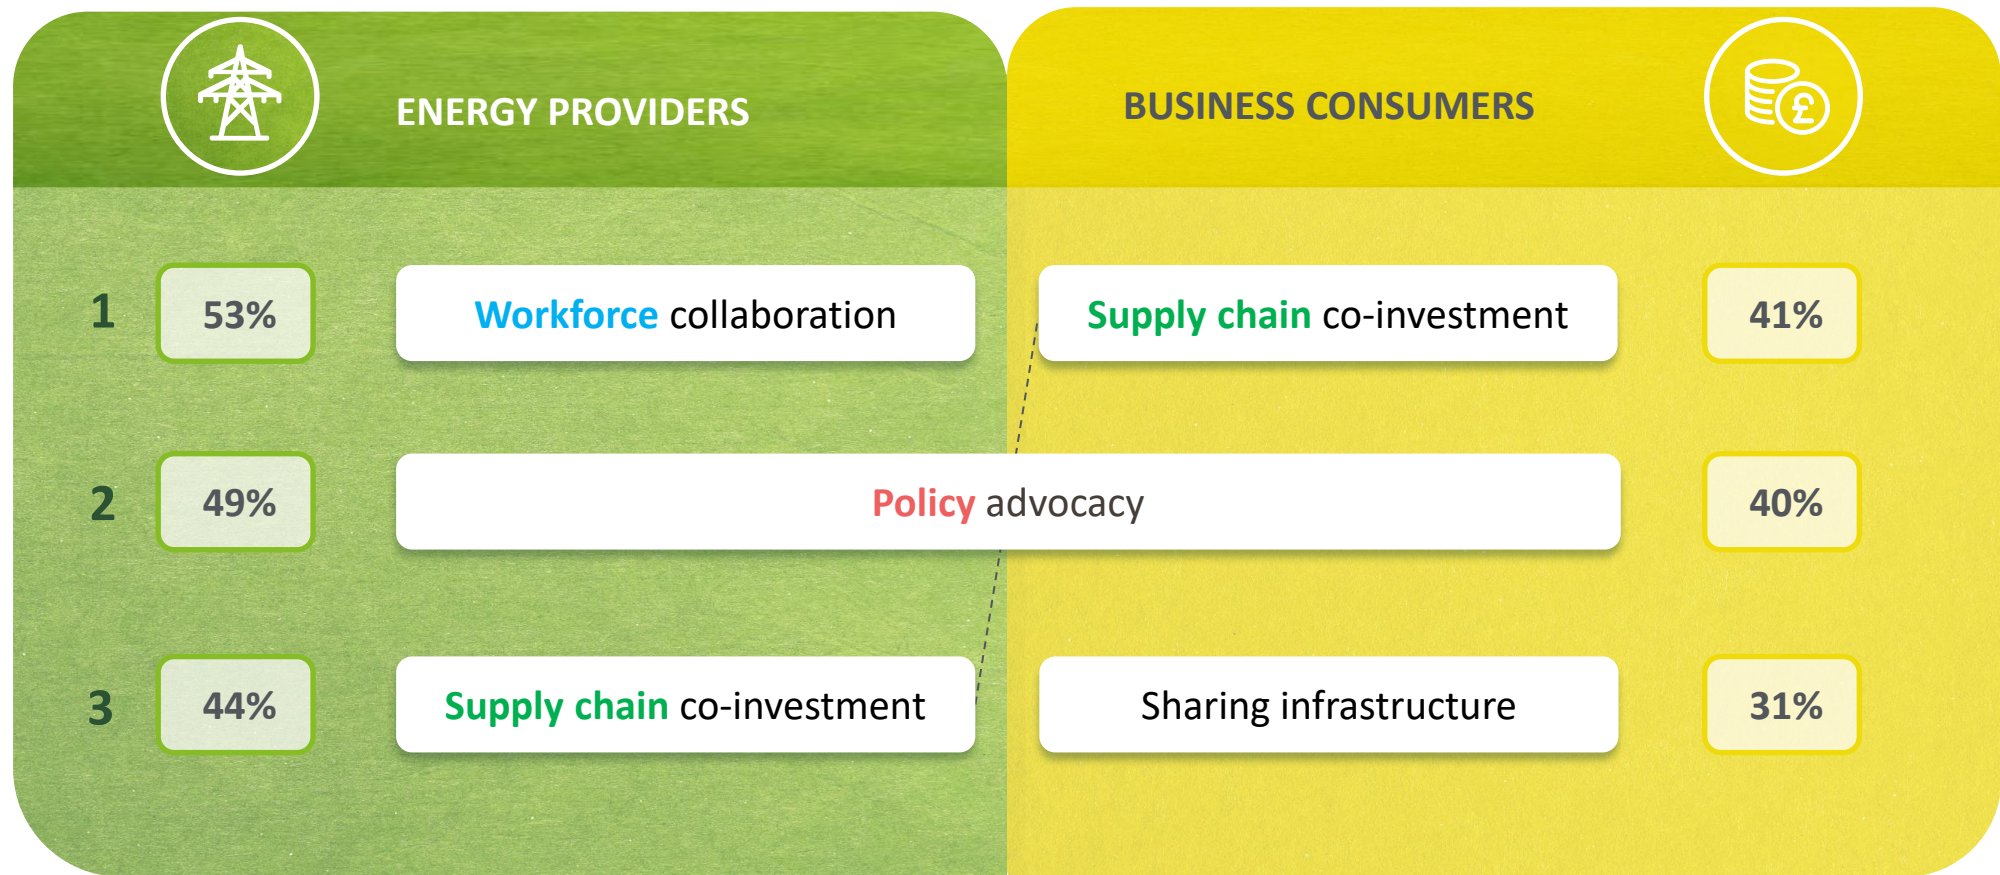 ENERGY PROVIDERS
BUSINESS CONSUMERS
£
1
53%
Workforce collaboration
Supply chain co-investment
41%
2
49%
Policy advocacy
40%
3
44%
Supply chain co-investment
Sharing infrastructure
31%